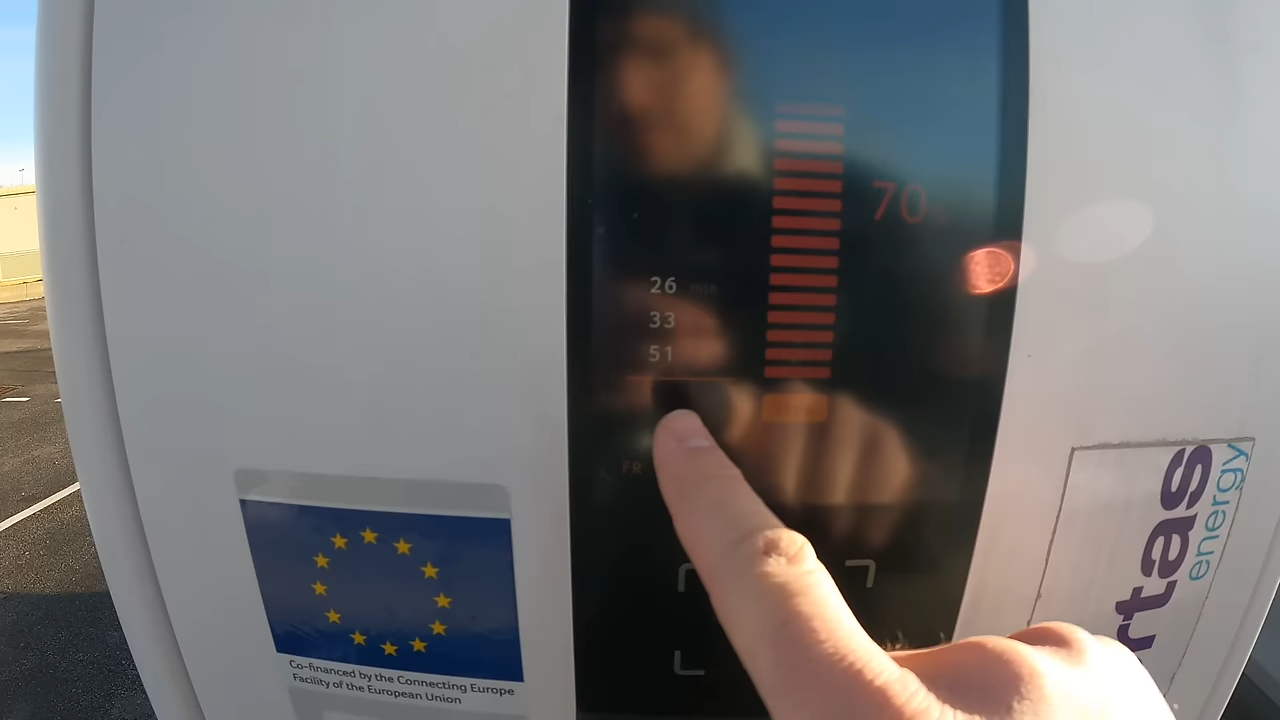 70
26 min
33
51
FR
Co-financed by the Connecting Europe
Facility of the European Union
rtas
energy